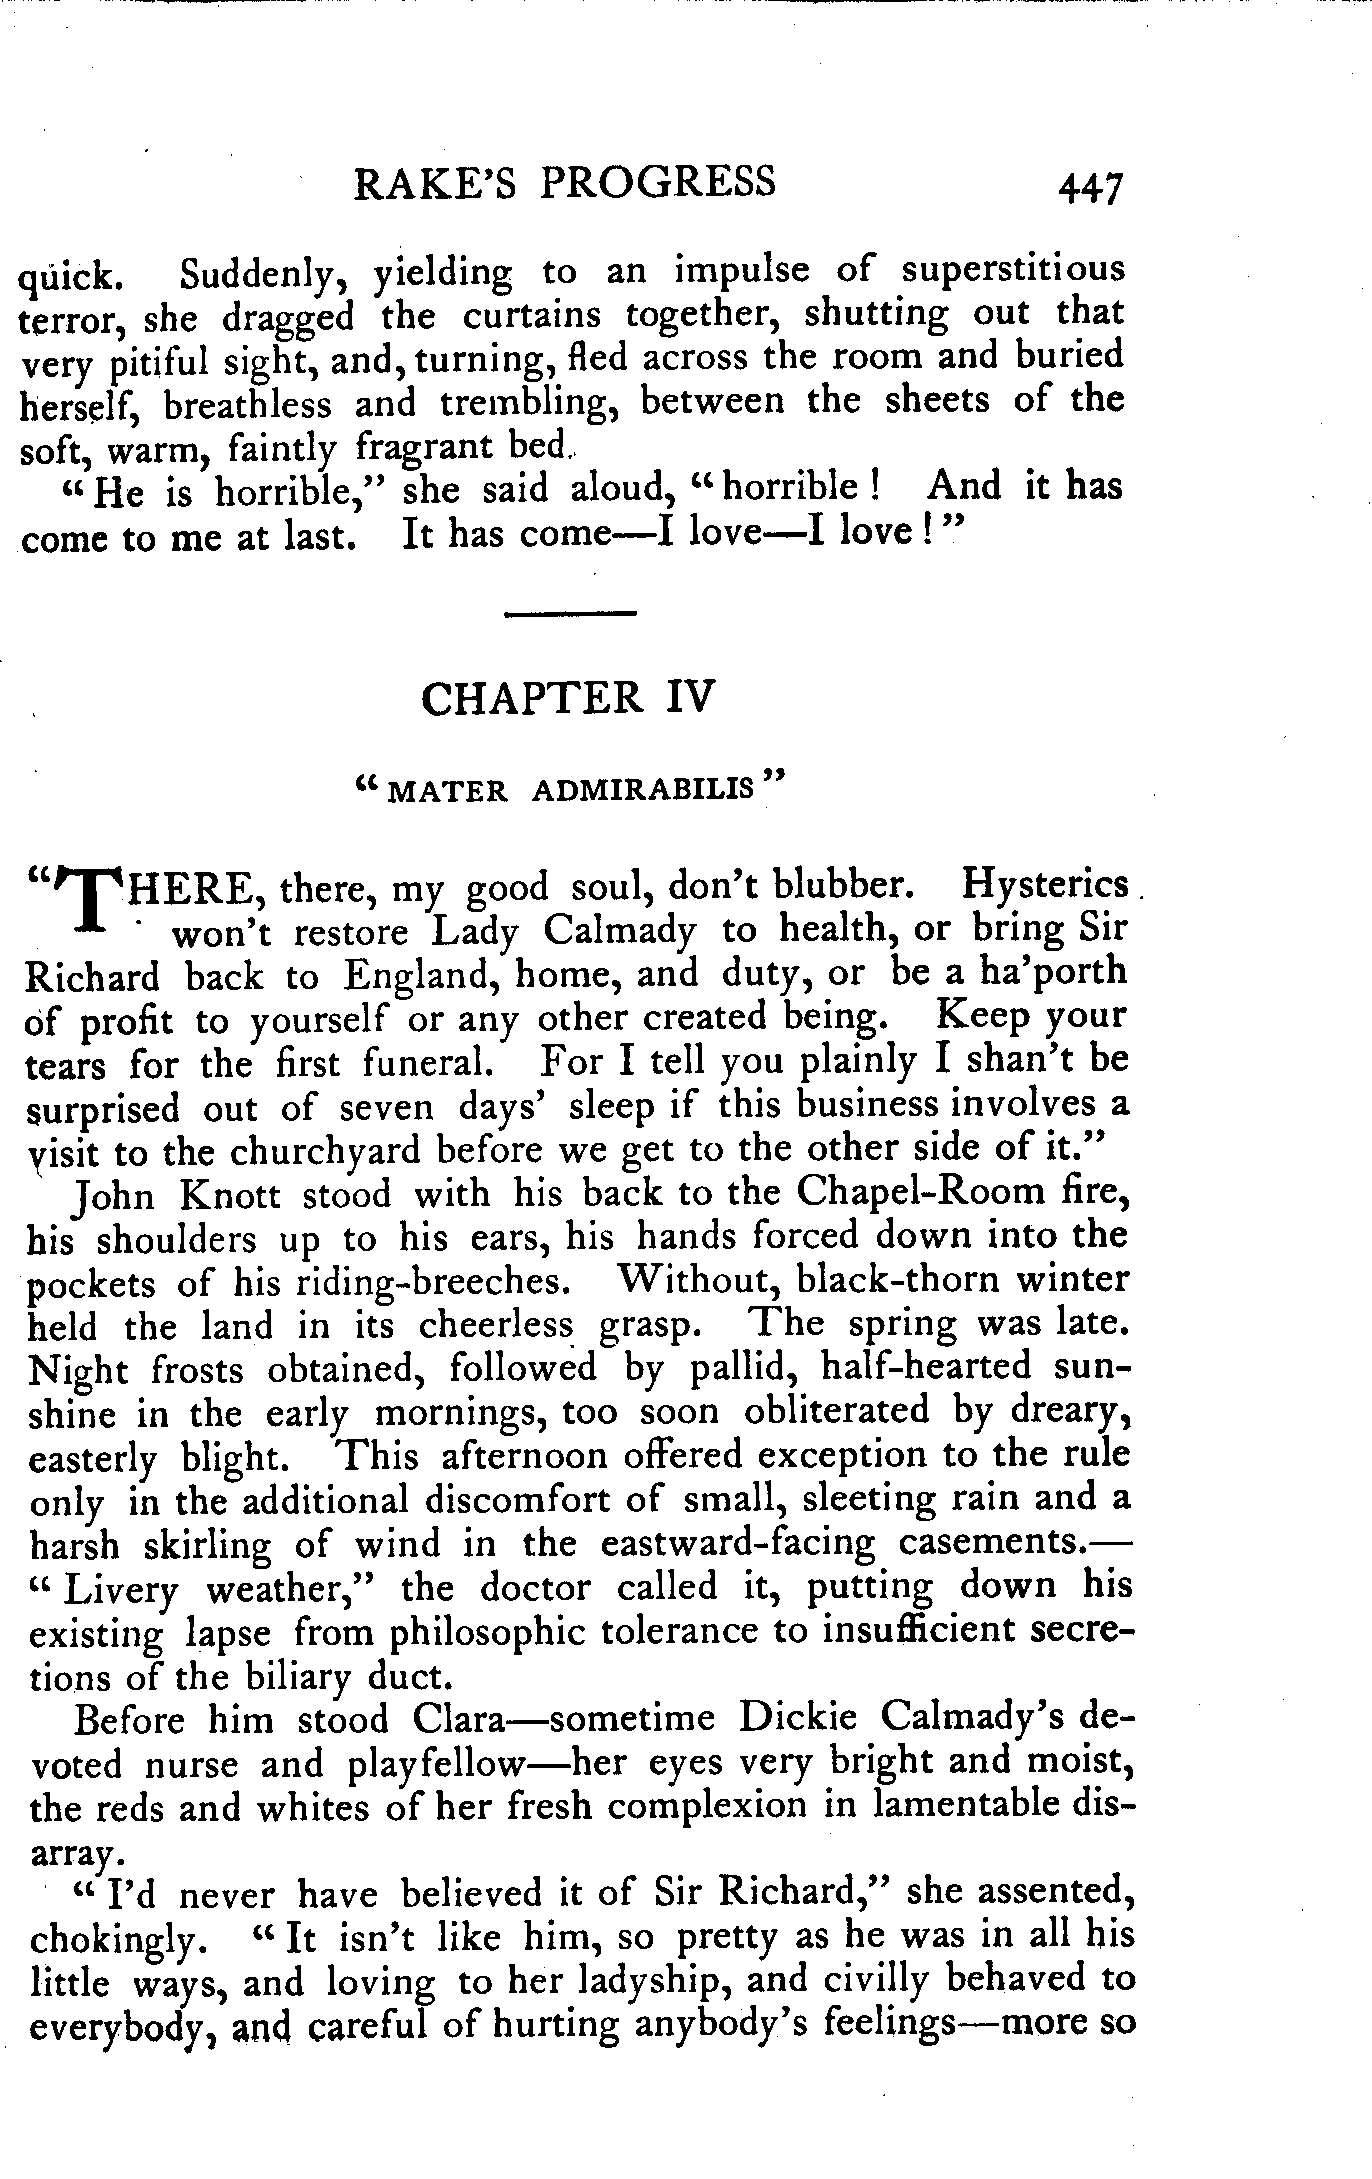 RAKE'S PROGRESS 447
quick. Suddenly, yielding to an impulse of superstitious
terror, she dragged the curtains together, shutting out that
very pitiful sight, and, turning, fled across the room and buried
herself, breathless and trembling, between the sheets of the
soft, warm, faintly fragrant bed.
"He is horrible," she said aloud, "horrible! And it has
come to me at last. It has come—I love—I love!"
CHAPTER IV
"MATER ADMIRABILIS"
"THERE, there, my good soul, don't blubber. Hysterics
won't restore Lady Calmady to health, or bring Sir
Richard back to England, home, and duty, or be a ha'porth
of profit to yourself or any other created being. Keep your
tears for the first funeral. For I tell you plainly I shan't be
surprised out of seven days' sleep if this business involves a
visit to the churchyard before we get to the other side of it."
John Knott stood with his back to the Chapel-Room fire,
his shoulders up to his ears, his hands forced down into the
pockets of his riding-breeches. Without, black-thorn winter
held the land in its cheerless grasp. The spring was late.
Night frosts obtained, followed by pallid, half-hearted sun-
shine in the early mornings, too soon obliterated by dreary,
easterly blight. This afternoon offered exception to the rule
only in the additional discomfort of small, sleeting rain and a
harsh skirling of wind in the eastward-facing casements.—
"Livery weather," the doctor called it, putting down his
existing lapse from philosophic tolerance to insufficient secre-
tions of the biliary duct.
Before him stood Clara—sometime Dickie Calmady's de-
voted nurse and playfellow—her eyes very bright and moist,
the reds and whites of her fresh complexion in lamentable dis-
array.
"I'd never have believed it of Sir Richard," she assented,
chokingly. "It isn't like him, so pretty as he was in all his
little ways, and loving to her ladyship, and civilly behaved to
everybody, and careful of hurting anybody's feelings—more so